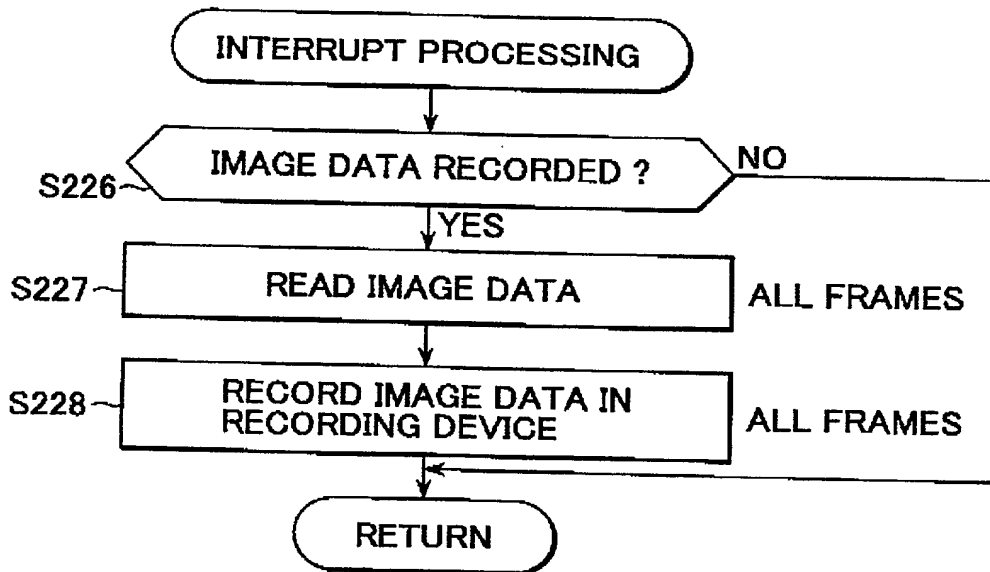 INTERRUPT PROCESSING
IMAGE DATA RECORDED ?
NO
S226
YES
S227
READ IMAGE DATA
ALL FRAMES
S228
RECORD IMAGE DATA IN
RECORDING DEVICE
ALL FRAMES
RETURN